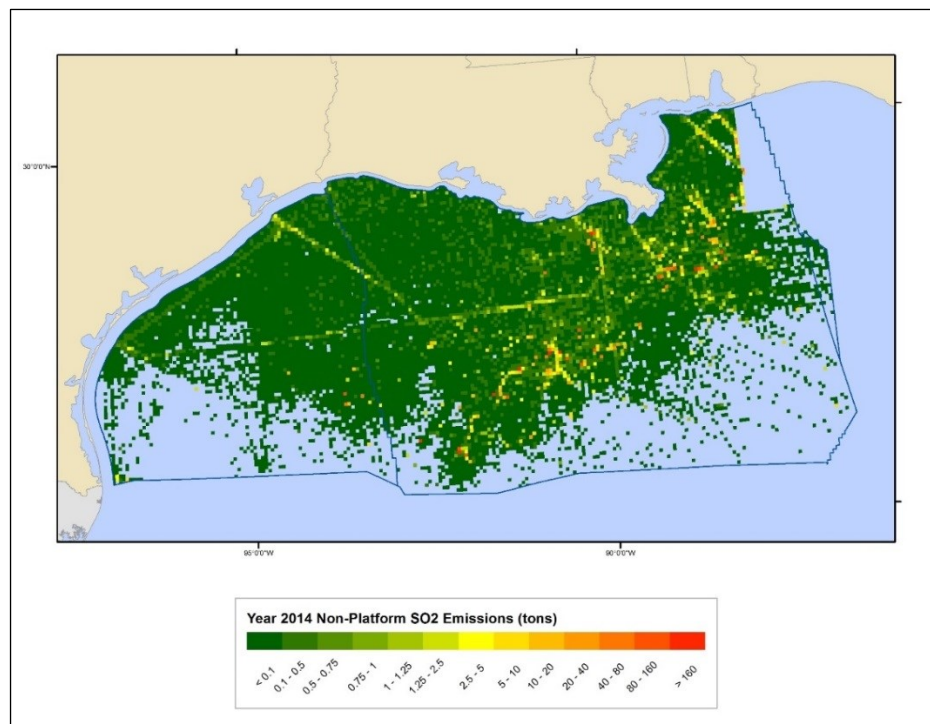 30°0'0"N
95°0'0"W 90°0'0"W
Year 2014 Non-Platform SO2 Emissions (tons)
< 0.1 0.1 - 0.5 0.5 - 0.75 0.75 - 1 1 - 1.25 1.25 - 2.5 2.5 - 5 5 - 10 10 - 20 20 - 40 40 - 80 80 - 160 > 160